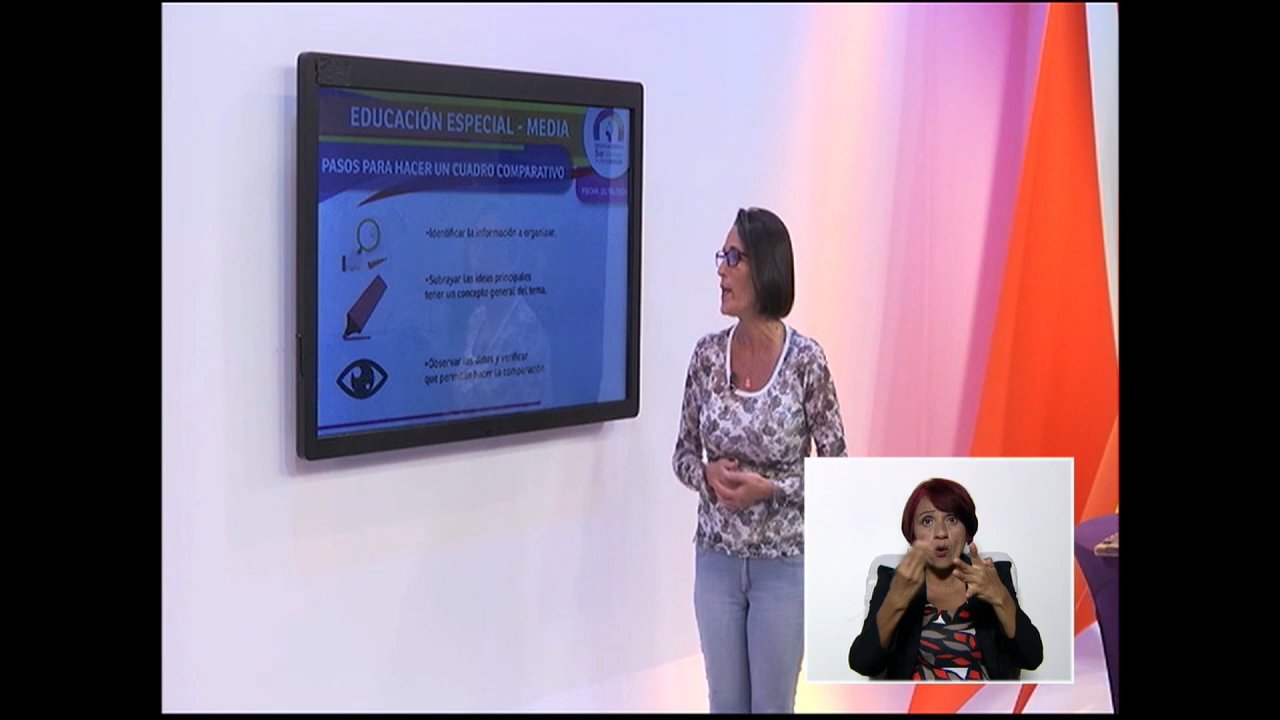 EDUCACIÓN ESPECIAL - MEDIA
PASOS PARA HACER UN CUADRO COMPARATIVO
FECHA:
•Identificar la información a organizar.
•Subrayar las ideas principales
tener un concepto general del tema.
•Observar los datos y verificar
que permitan hacer la comparación.